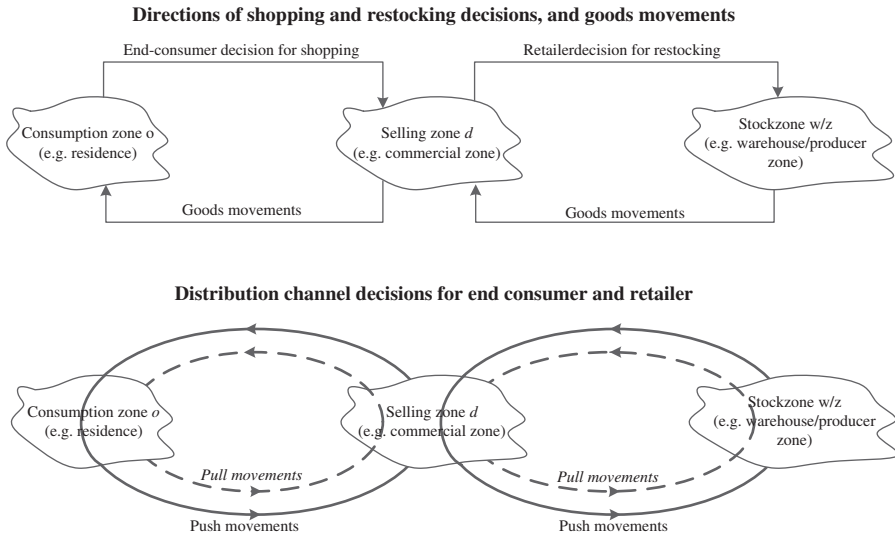 Directions of shopping and restocking decisions, and goods movements
End-consumer decision for shopping
Retailerdecision for restocking
Consumption zone o
(e.g. residence)
Selling zone d
(e.g. commercial zone)
Stockzone w/z
(e.g. warehouse/producer
zone)
Goods movements
Goods movements
Distribution channel decisions for end consumer and retailer
Consumption zone o
(e.g. residence)
Selling zone d
(e.g. commercial zone)
Stockzone w/z
(e.g. warehouse/producer
zone)
Pull movements
Pull movements
Push movements
Push movements